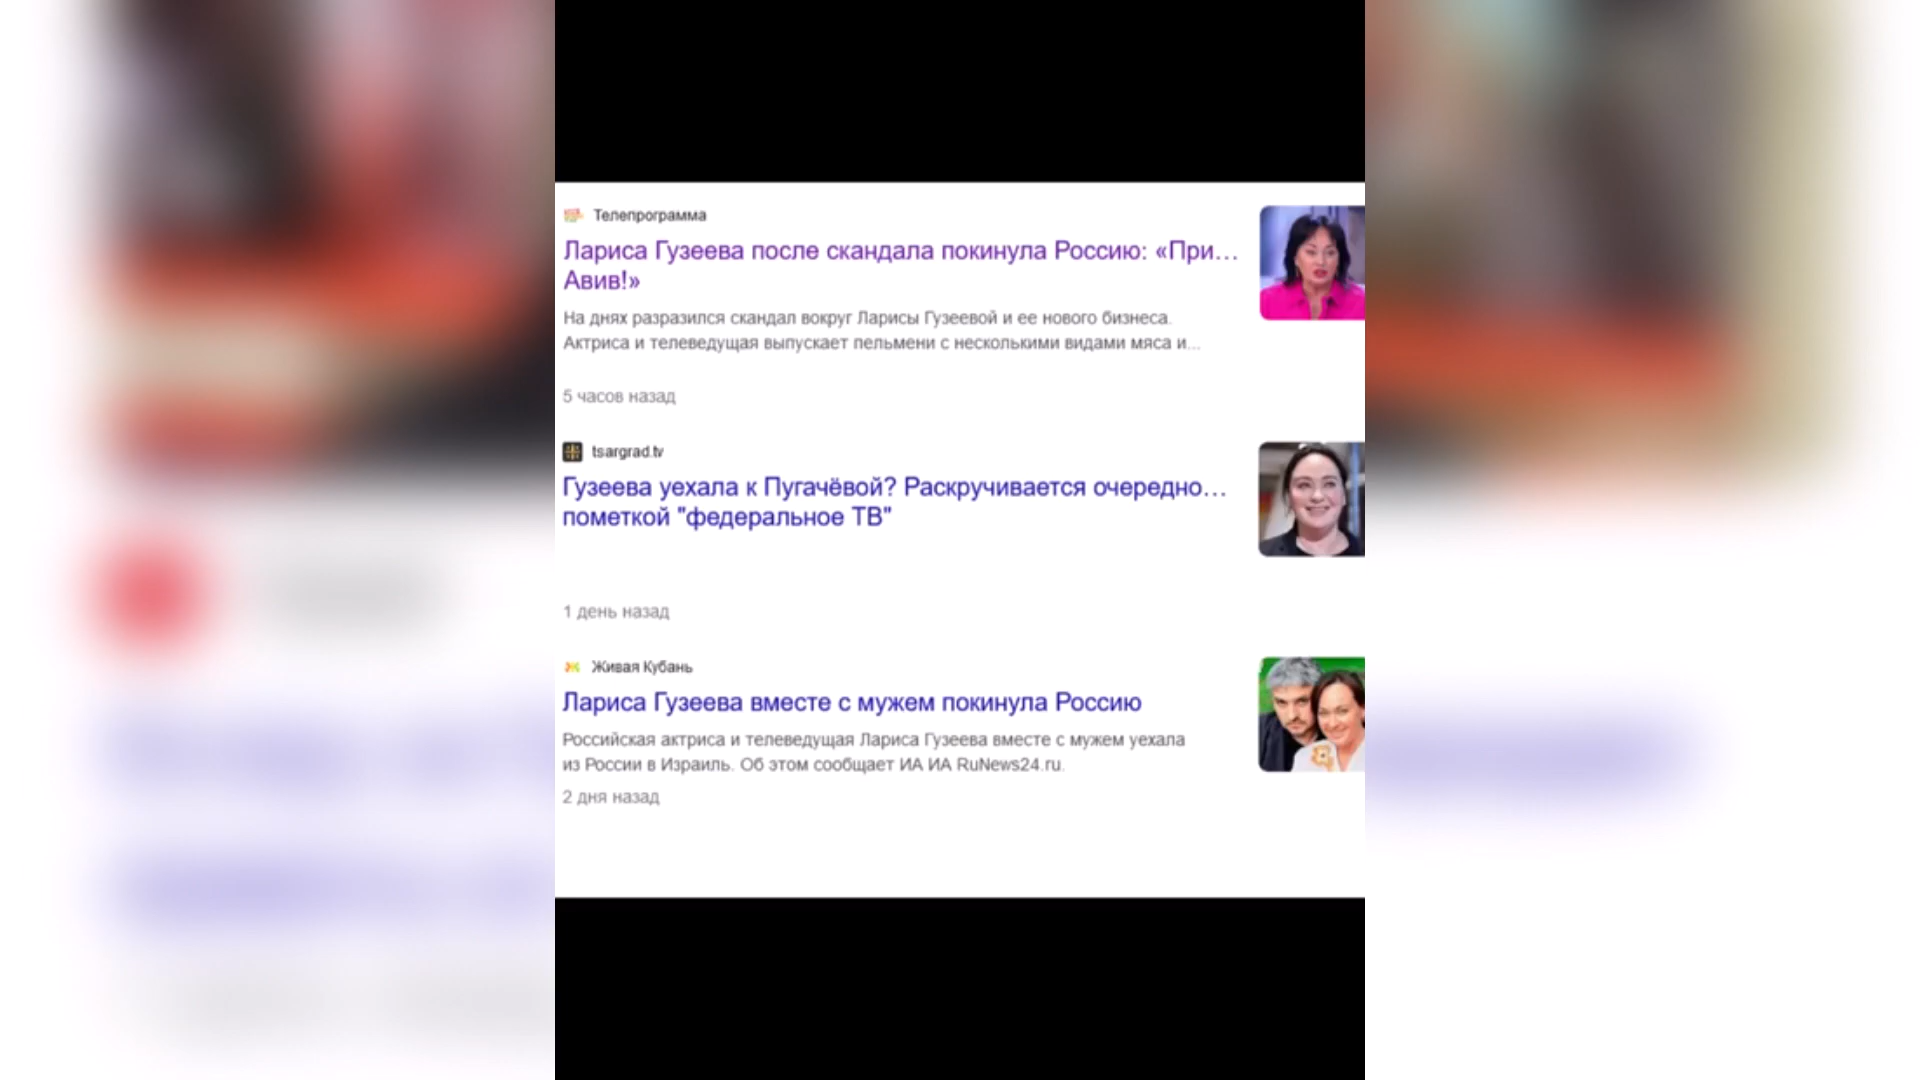 Телепрограмма
Лариса Гузеева после скандала покинула Россию: «При…
Авив!»
На днях разразился скандал вокруг Ларисы Гузеевой и ее нового бизнеса.
Актриса и телеведущая выпускает пельмени с несколькими видами мяса и...
5 часов назад
tsargrad.tv
Гузеева уехала к Пугачёвой? Раскручивается очередно…
пометкой "федеральное ТВ"
1 день назад
Живая Кубань
Лариса Гузеева вместе с мужем покинула Россию
Российская актриса и телеведущая Лариса Гузеева вместе с мужем уехала
из России в Израиль. Об этом сообщает ИА ИА RuNews24.ru.
2 дня назад